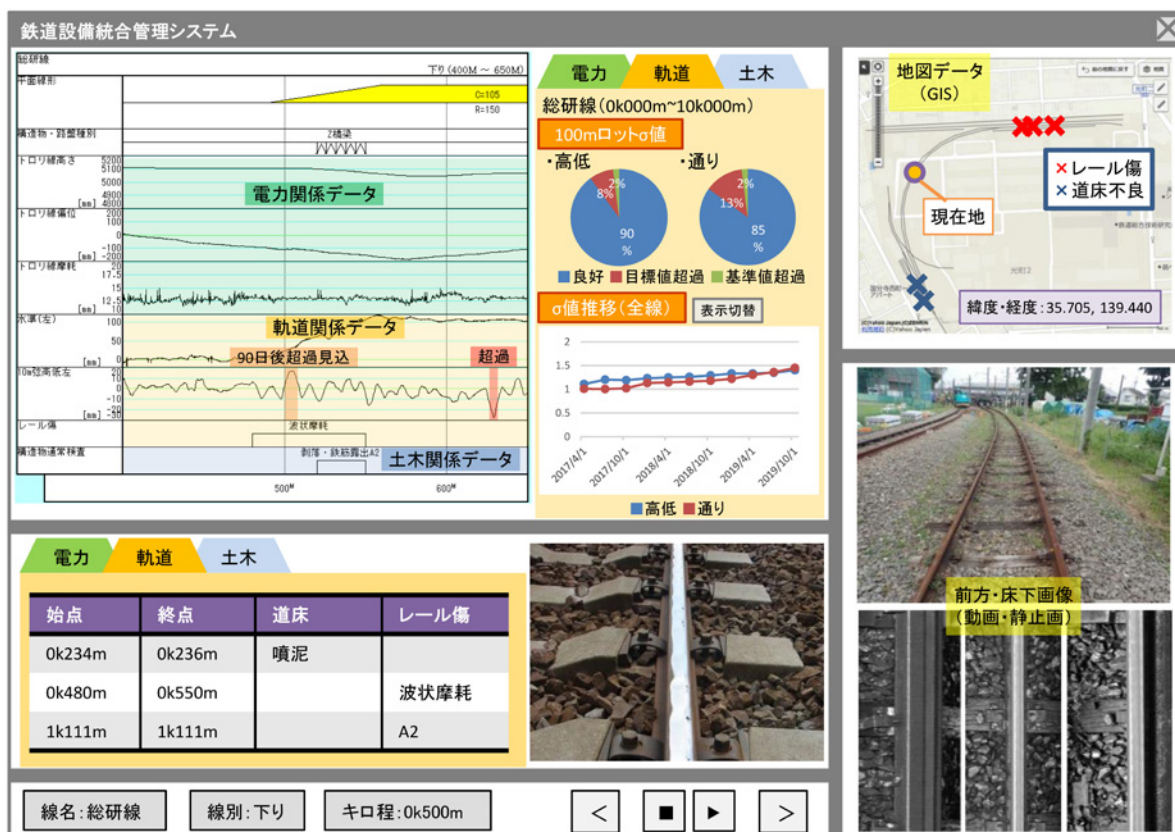 鉄道設備統合管理システム
総研線
下り(400M ～ 650M)
平面線形
C=105
R=150
構造物・路盤種別
2橋梁
トロリ線高さ
5200
5100
5000
4900
[mm] 4800
電力関係データ
トロリ線偏位
200
100
0
-100
[mm] -200
トロリ線摩耗
20
17.5
15
12.5
10
水準(左)
100
50
[mm] 0
軌道関係データ
90日後超過見込
超過
10m弦高低左
20
10
0
-10
-20
[mm] -30
レール傷
波状摩耗
構造物通常検査
剥落・鉄筋露出A2
土木関係データ
500M
600M
電力 軌道 土木
総研線(0k000m~10k000m)
100mロットσ値
・高低 ・通り
2%
8%
90
%
2%
13%
85
%
良好 目標値超過 基準値超過
σ値推移(全線)
表示切替
2
1.5
1
0.5
0
2017/4/1
2017/10/1
2018/4/1
2018/10/1
2019/4/1
2019/10/1
高低 通り
地図データ
(GIS)
レール傷
道床不良
現在地
光町2
緯度・経度:35.705, 139.440
前方・床下画像
(動画・静止画)
電力 軌道 土木
始点 終点 道床 レール傷
0k234m 0k236m 噴泥
0k480m 0k550m 波状摩耗
1k111m 1k111m A2
線名:総研線
線別:下り
キロ程:0k500m
< ■ ▶ >